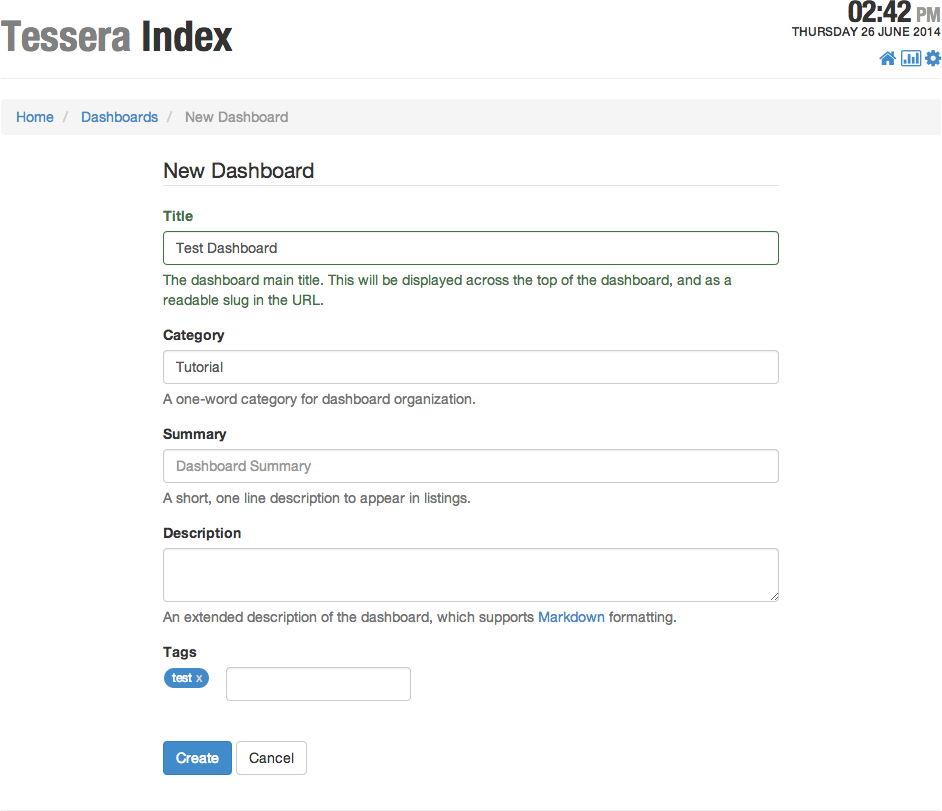 Tessera Index
02:42 PM
THURSDAY 26 JUNE 2014
Home / Dashboards / New Dashboard
New Dashboard
Title
Test Dashboard
The dashboard main title. This will be displayed across the top of the dashboard, and as a
readable slug in the URL.
Category
Tutorial
A one-word category for dashboard organization.
Summary
Dashboard Summary
A short, one line description to appear in listings.
Description
An extended description of the dashboard, which supports Markdown formatting.
Tags
test x
Create Cancel